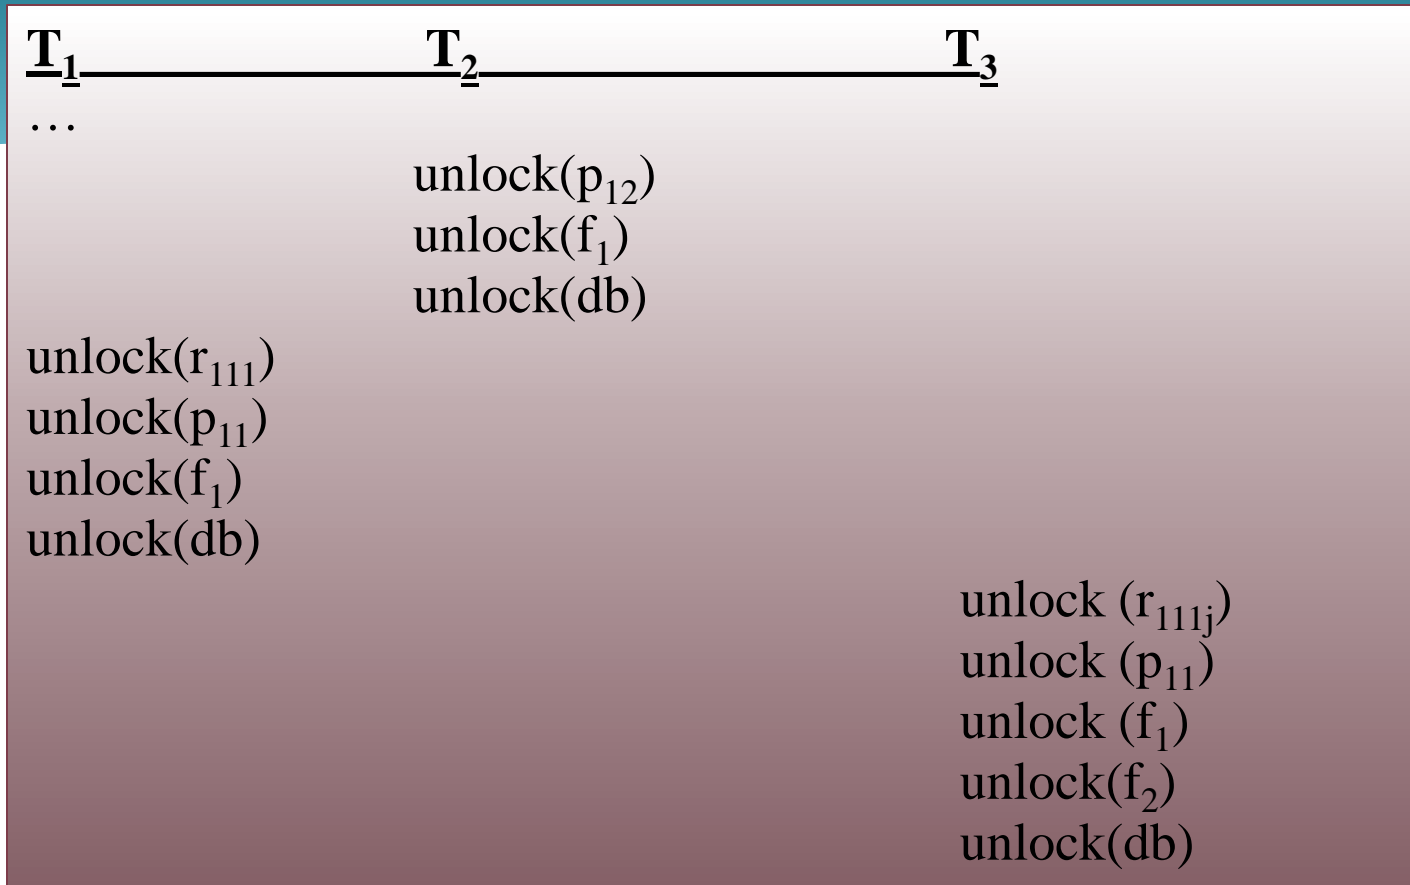 T₁ T₂ T₃
…
unlock(p₁₂)
unlock(f₁)
unlock(db)
unlock(r₁₁₁)
unlock(p₁₁)
unlock(f₁)
unlock(db)
unlock (r₁₁₁ⱼ)
unlock (p₁₁)
unlock (f₁)
unlock(f₂)
unlock(db)